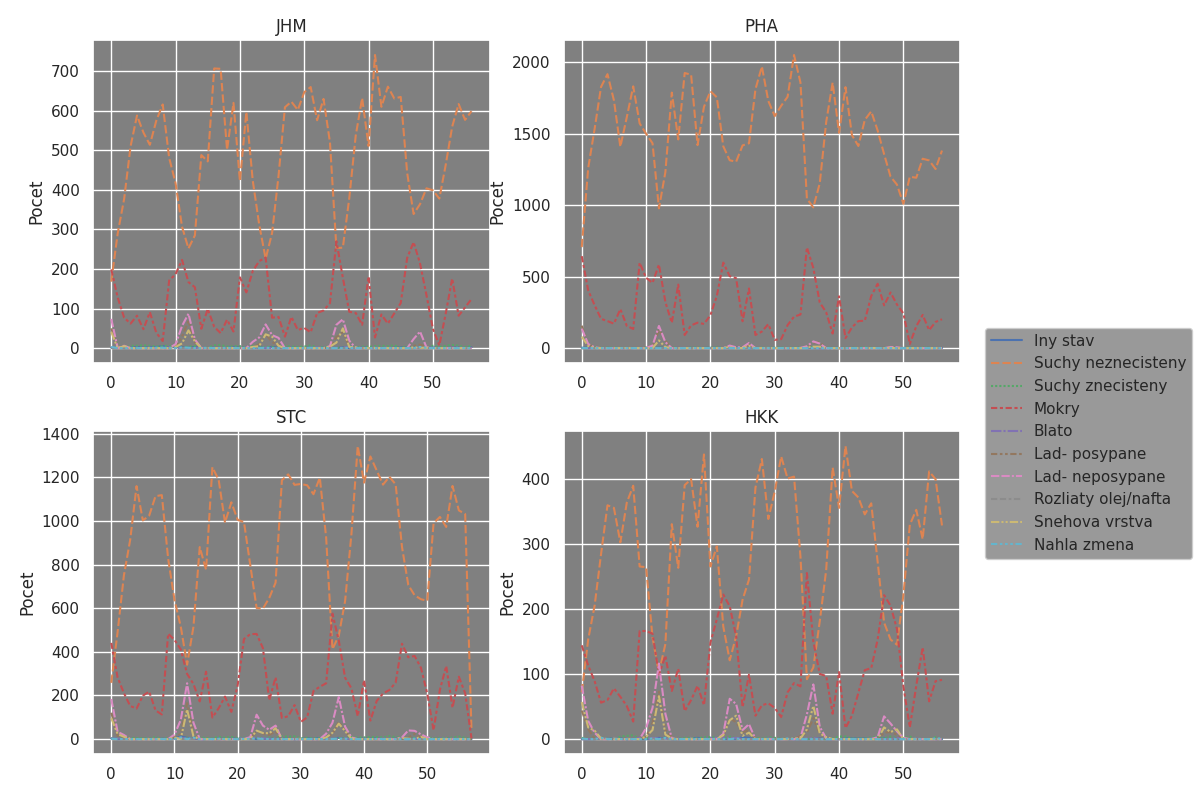 JHM
PHA
Pocet
700
600
500
400
300
200
100
0
0 10 20 30 40 50
Pocet
2000
1500
1000
500
0
0 10 20 30 40 50
STC
HKK
Pocet
1400
1200
1000
800
600
400
200
0
0 10 20 30 40 50
Pocet
400
300
200
100
0
0 10 20 30 40 50
Iny stav
Suchy neznecisteny
Suchy znecisteny
Mokry
Blato
Lad- posypane
Lad- neposypane
Rozliaty olej/nafta
Snehova vrstva
Nahla zmena